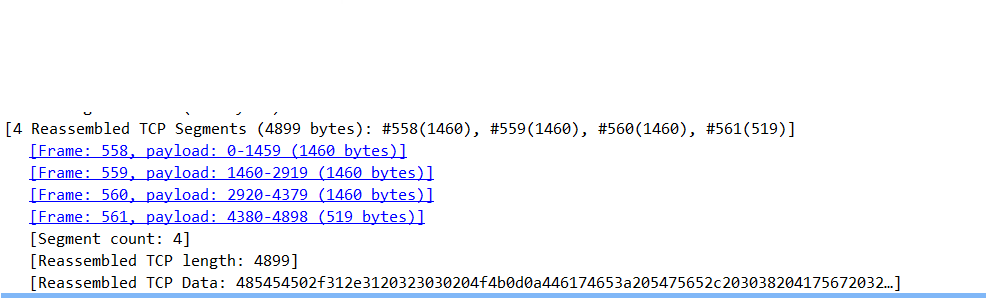 [4 Reassembled TCP Segments (4899 bytes): #558(1460), #559(1460), #560(1460), #561(519)]
[Frame: 558, payload: 0-1459 (1460 bytes)]
[Frame: 559, payload: 1460-2919 (1460 bytes)]
[Frame: 560, payload: 2920-4379 (1460 bytes)]
[Frame: 561, payload: 4380-4898 (519 bytes)]
[Segment count: 4]
[Reassembled TCP length: 4899]
[Reassembled TCP Data: 485454502f312e3120323030204f4b0d0a446174653a205475652c203038204175672032…]